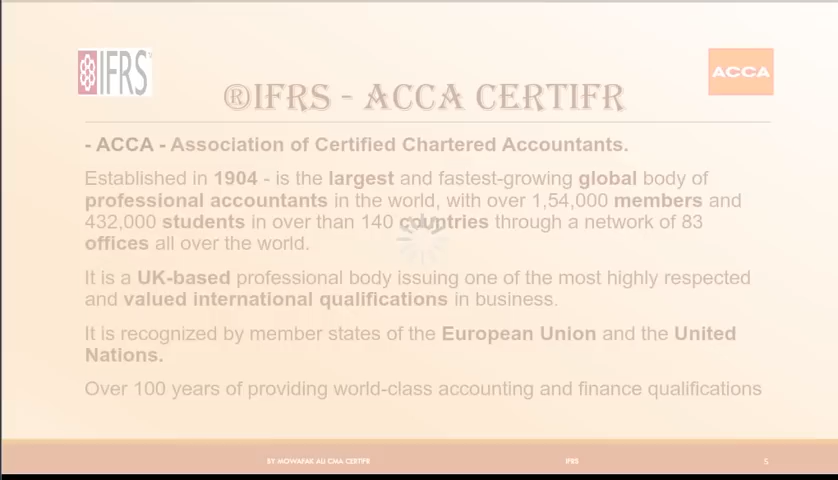 IFRS
ACCA
®IFRS - ACCA CERTIFR
- ACCA - Association of Certified Chartered Accountants.
Established in 1904 - is the largest and fastest-growing global body of
professional accountants in the world, with over 1,54,000 members and
432,000 students in over than 140 countries through a network of 83
offices all over the world.
It is a UK-based professional body issuing one of the most highly respected
and valued international qualifications in business.
It is recognized by member states of the European Union and the United
Nations.
Over 100 years of providing world-class accounting and finance qualifications
BY MOWAFAK ALI CMA CERTIFR
IFRS
5